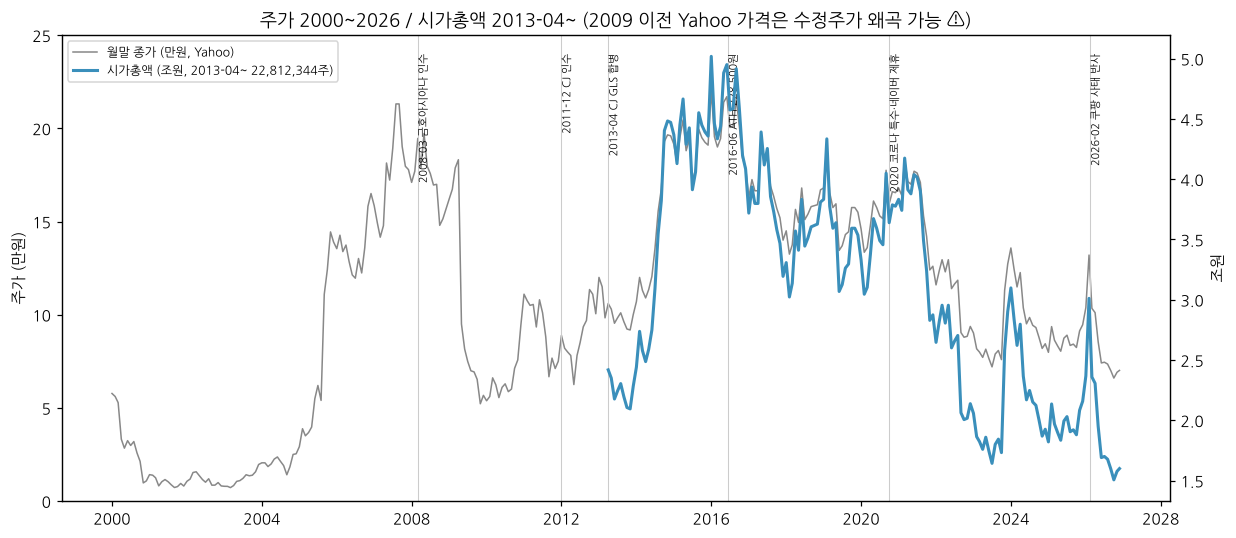 주가 2000~2026 / 시가총액 2013-04~ (2009 이전 Yahoo 가격은 수정주가 왜곡 가능 ⚠)
월말 종가 (만원, Yahoo)
시가총액 (조원, 2013-04~ 22,812,344주)
2008-03 금호아시아나 인수
2011-12 CJ 인수
2013-04 CJ GLS 합병
2016-06 ATH 228,500원
2020 코로나 특수·네이버 제휴
2026-02 쿠팡 사태 반사
주가 (만원)
조원
25
20
15
10
5
0
5.0
4.5
4.0
3.5
3.0
2.5
2.0
1.5
2000
2004
2008
2012
2016
2020
2024
2028